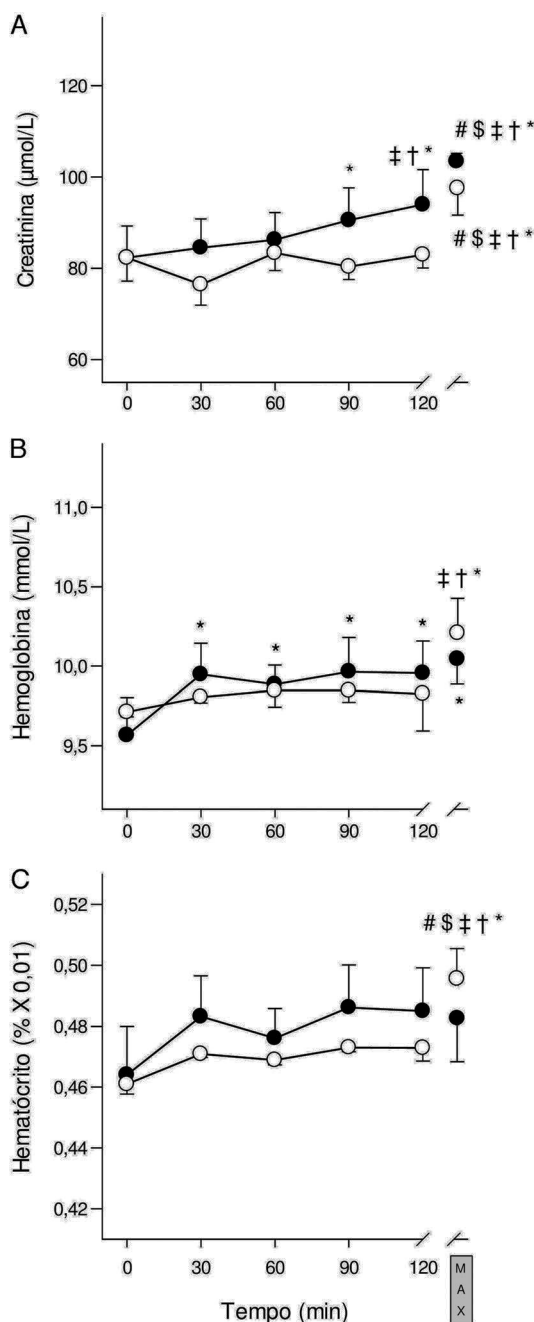 A
Creatinina (μmol/L)
120
100
80
60
# $ ‡ † *
‡ † *
*
# $ ‡ † *
0 30 60 90 120
B
Hemoglobina (mmol/L)
11,0
10,5
10,0
9,5
‡ † *
* * * *
*
0 30 60 90 120
C
Hematócrito (% X 0,01)
0,52
0,50
0,48
0,46
0,44
0,42
# $ ‡ † *
0 30 60 90 120
Tempo (min)
M
A
X